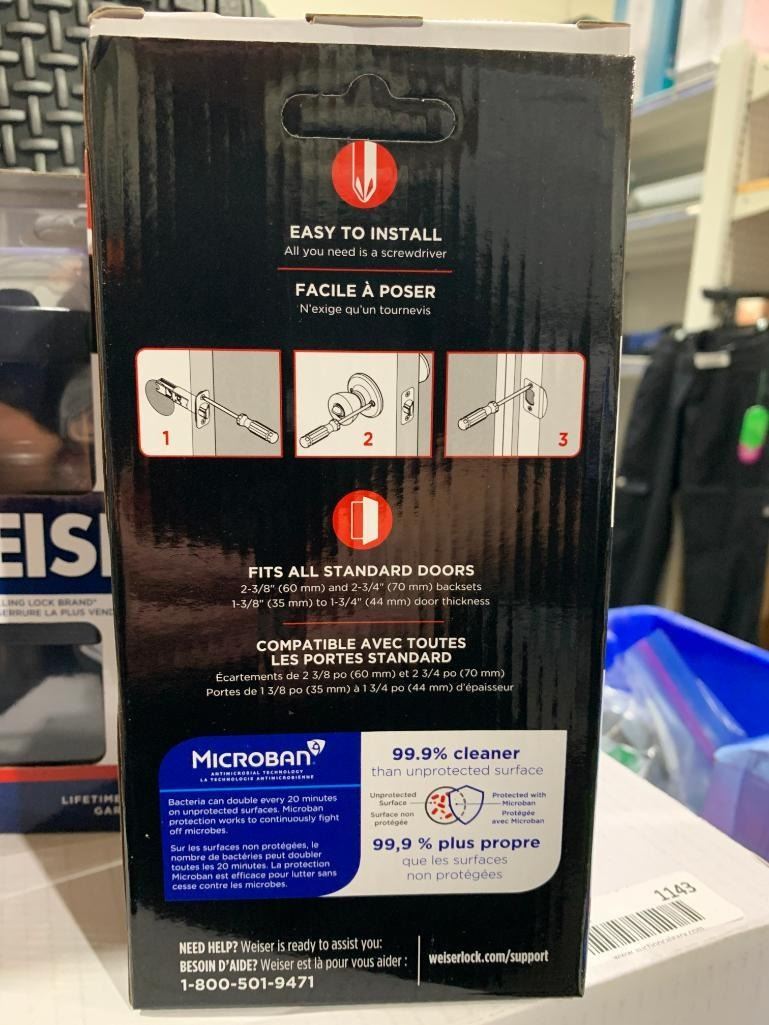 EASY TO INSTALL
All you need is a screwdriver
FACILE À POSER
N'exige qu'un tournevis
1
2
3
FITS ALL STANDARD DOORS
2-3/8" (60 mm) and 2-3/4" (70 mm) backsets
1-3/8" (35 mm) to 1-3/4" (44 mm) door thickness
COMPATIBLE AVEC TOUTES
LES PORTES STANDARD
Écartements de 2 3/8 po (60 mm) et 2 3/4 po (70 mm)
Portes de 1 3/8 po (35 mm) à 1 3/4 po (44 mm) d'épaisseur
MICROBAN
ANTIMICROBIAL TECHNOLOGY
LA TECHNOLOGIE ANTIMICROBIENNE
Bacteria can double every 20 minutes
on unprotected surfaces. Microban
protection works to continuously fight
off microbes.
Sur les surfaces non protégées, le
nombre de bactéries peut doubler
toutes les 20 minutes. La protection
Microban est efficace pour lutter sans
cesse contre les microbes.
99.9% cleaner
than unprotected surface
Unprotected
Surface
Surface non
protégée
Protected with
Microban
Protégée
avec Microban
99,9 % plus propre
que les surfaces
non protégées
NEED HELP? Weiser is ready to assist you:
BESOIN D'AIDE? Weiser est là pour vous aider :
1-800-501-9471
weiserlock.com/support
EIS
LING LOCK BRAND*
SERRURE LA PLUS VEND
LIFETIME
GAR
1143